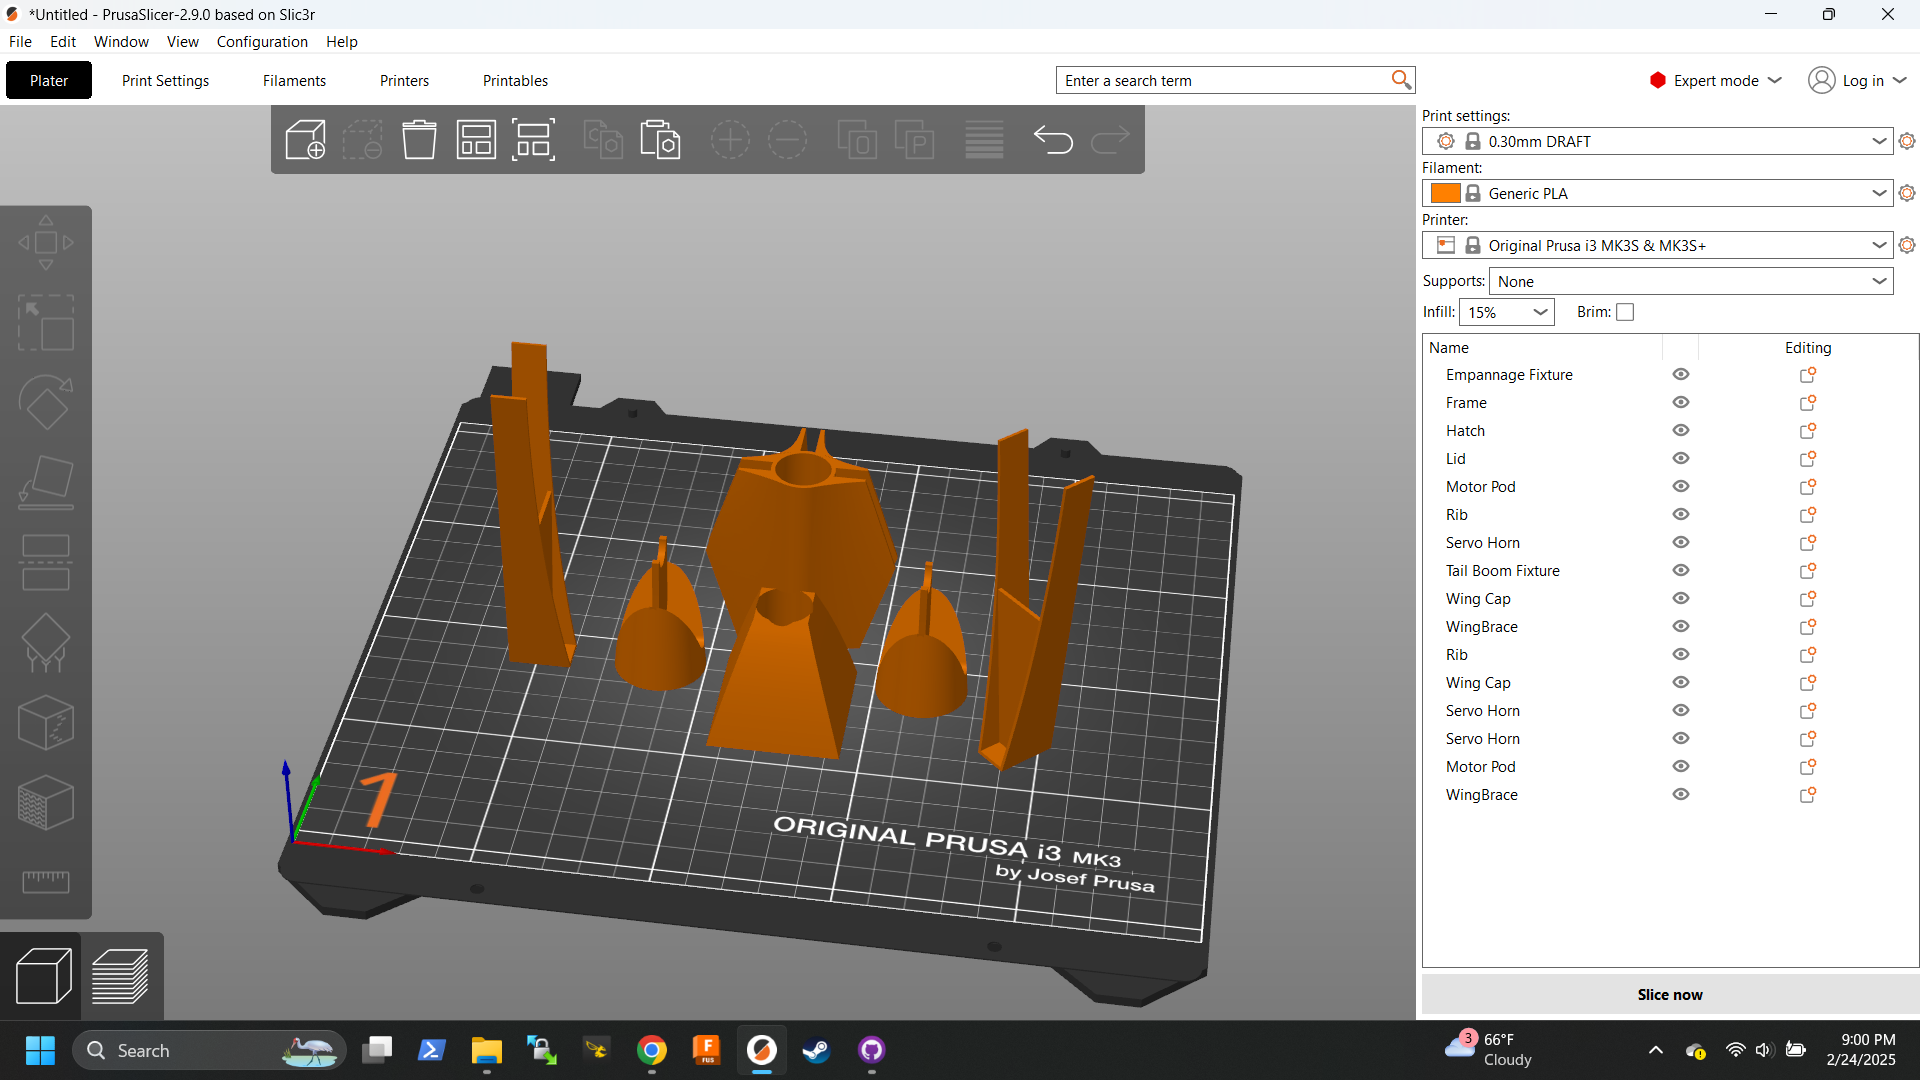 *Untitled - PrusaSlicer-2.9.0 based on Slic3r
File Edit Window View Configuration Help
Plater Print Settings Filaments Printers Printables
Enter a search term
Expert mode
Log in
Print settings:
0.30mm DRAFT
Filament:
Generic PLA
Printer:
Original Prusa i3 MK3S & MK3S+
Supports: None
Infill: 15% Brim:
Name Editing
Empannage Fixture
Frame
Hatch
Lid
Motor Pod
Rib
Servo Horn
Tail Boom Fixture
Wing Cap
WingBrace
Rib
Wing Cap
Servo Horn
Servo Horn
Motor Pod
WingBrace
1
ORIGINAL PRUSA i3 MK3
by Josef Prusa
Slice now
Search
F
FUS
3
66°F
Cloudy
9:00 PM
2/24/2025